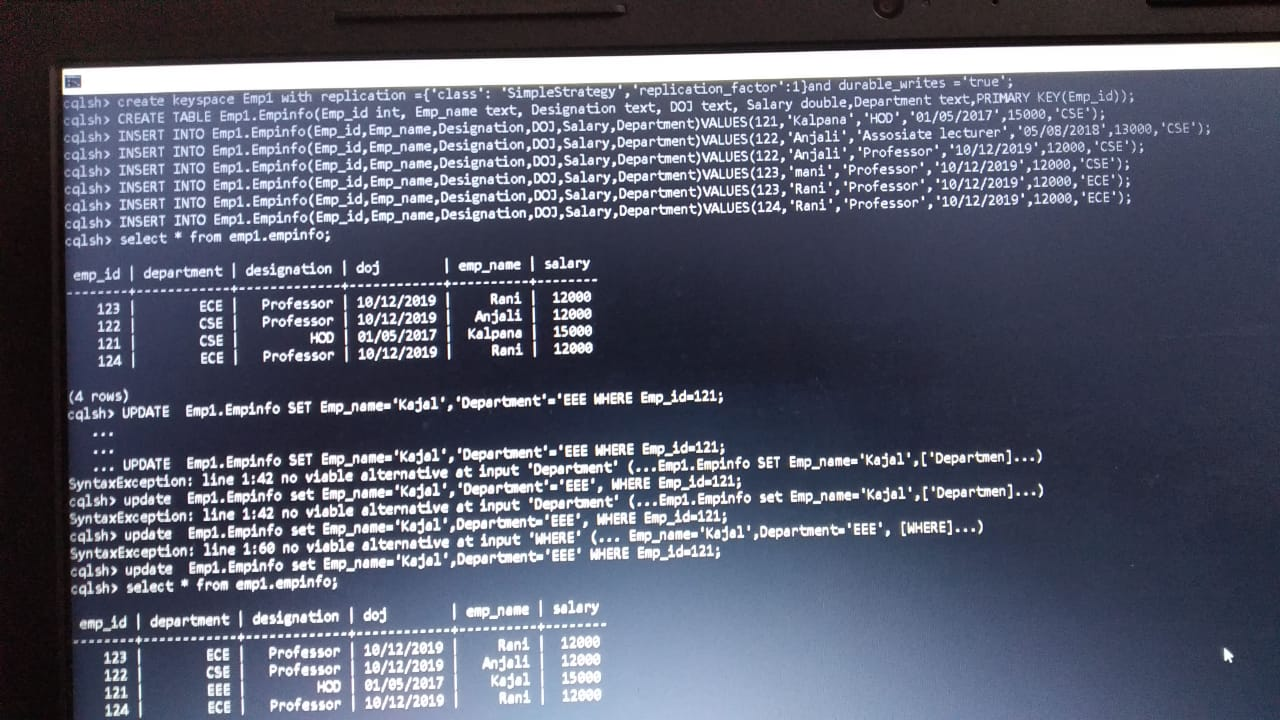 cqlsh> create keyspace Emp1 with replication ={'class': 'SimpleStrategy','replication_factor':1}and durable_writes ='true';
cqlsh> CREATE TABLE Emp1.Empinfo(Emp_id int, Emp_name text, Designation text, DOJ text, Salary double,Department text,PRIMARY KEY(Emp_id));
cqlsh> INSERT INTO Emp1.Empinfo(Emp_id,Emp_name,Designation,DOJ,Salary,Department)VALUES(121,'Kalpana','HOD','01/05/2017',15000,'CSE');
cqlsh> INSERT INTO Emp1.Empinfo(Emp_id,Emp_name,Designation,DOJ,Salary,Department)VALUES(122,'Anjali','Assosiate lecturer','05/08/2018',13000,'CSE');
cqlsh> INSERT INTO Emp1.Empinfo(Emp_id,Emp_name,Designation,DOJ,Salary,Department)VALUES(122,'Anjali','Professor','10/12/2019',12000,'CSE');
cqlsh> INSERT INTO Emp1.Empinfo(Emp_id,Emp_name,Designation,DOJ,Salary,Department)VALUES(123,'mani','Professor','10/12/2019',12000,'CSE');
cqlsh> INSERT INTO Emp1.Empinfo(Emp_id,Emp_name,Designation,DOJ,Salary,Department)VALUES(123,'Rani','Professor','10/12/2019',12000,'ECE');
cqlsh> INSERT INTO Emp1.Empinfo(Emp_id,Emp_name,Designation,DOJ,Salary,Department)VALUES(124,'Rani','Professor','10/12/2019',12000,'ECE');
cqlsh> select * from emp1.empinfo;
emp_id | department | designation | doj | emp_name | salary
--------+------------+-------------+------------+----------+--------
123 | ECE | Professor | 10/12/2019 | Rani | 12000
122 | CSE | Professor | 10/12/2019 | Anjali | 12000
121 | CSE | HOD | 01/05/2017 | Kalpana | 15000
124 | ECE | Professor | 10/12/2019 | Rani | 12000
(4 rows)
cqlsh> UPDATE  Emp1.Empinfo SET Emp_name='Kajal','Department'='EEE WHERE Emp_id=121;
...
...
... UPDATE  Emp1.Empinfo SET Emp_name='Kajal','Department'='EEE WHERE Emp_id=121;
SyntaxException: line 1:42 no viable alternative at input 'Department' (...Emp1.Empinfo SET Emp_name='Kajal',['Departmen]...)
cqlsh> update  Emp1.Empinfo set Emp_name='Kajal','Department'='EEE', WHERE Emp_id=121;
SyntaxException: line 1:42 no viable alternative at input 'Department' (...Emp1.Empinfo set Emp_name='Kajal',['Departmen]...)
cqlsh> update  Emp1.Empinfo set Emp_name='Kajal',Department='EEE', WHERE Emp_id=121;
SyntaxException: line 1:60 no viable alternative at input 'WHERE' (... Emp_name='Kajal',Department='EEE', [WHERE]...)
cqlsh> update  Emp1.Empinfo set Emp_name='Kajal',Department='EEE' WHERE Emp_id=121;
cqlsh> select * from emp1.empinfo;
emp_id | department | designation | doj | emp_name | salary
--------+------------+-------------+------------+----------+--------
123 | ECE | Professor | 10/12/2019 | Rani | 12000
122 | CSE | Professor | 10/12/2019 | Anjali | 12000
121 | EEE | HOD | 01/05/2017 | Kajal | 15000
124 | ECE | Professor | 10/12/2019 | Rani | 12000